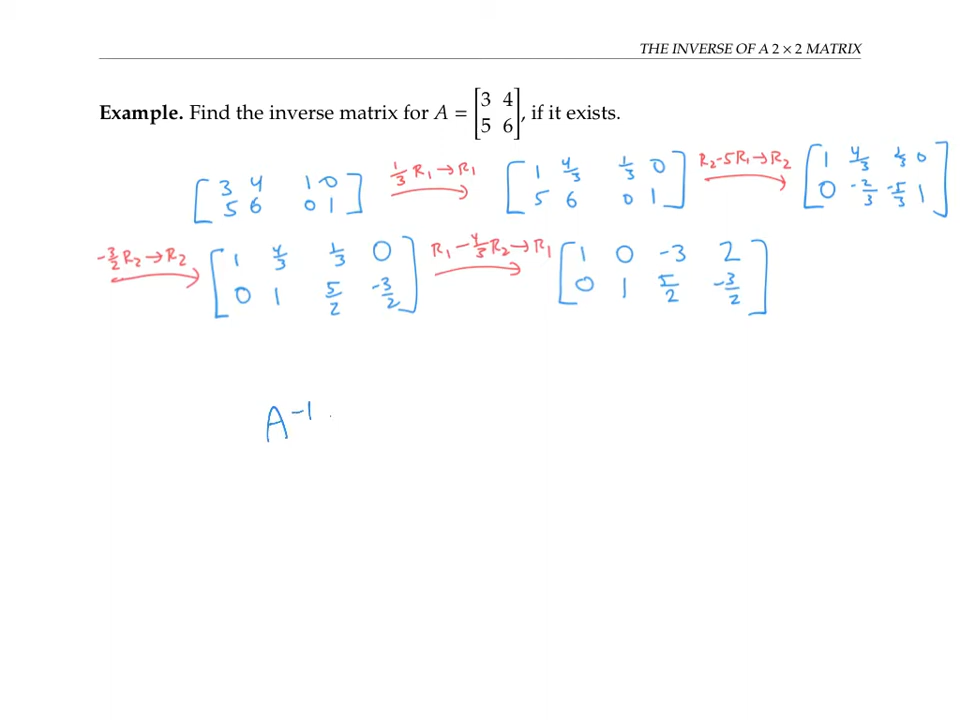 THE INVERSE OF A 2 × 2 MATRIX
Example. Find the inverse matrix for A = [3 4; 5 6], if it exists.
[3 4 1 0; 5 6 0 1] 1/3 R₁ → R₁ [1 4/3 1/3 0; 5 6 0 1] R₂ - 5R₁ → R₂ [1 4/3 1/3 0; 0 -2/3 -5/3 1]
-3/2 R₂ → R₂ [1 4/3 1/3 0; 0 1 5/2 -3/2] R₁ - 4/3 R₂ → R₁ [1 0 -3 2; 0 1 5/2 -3/2]
A⁻¹